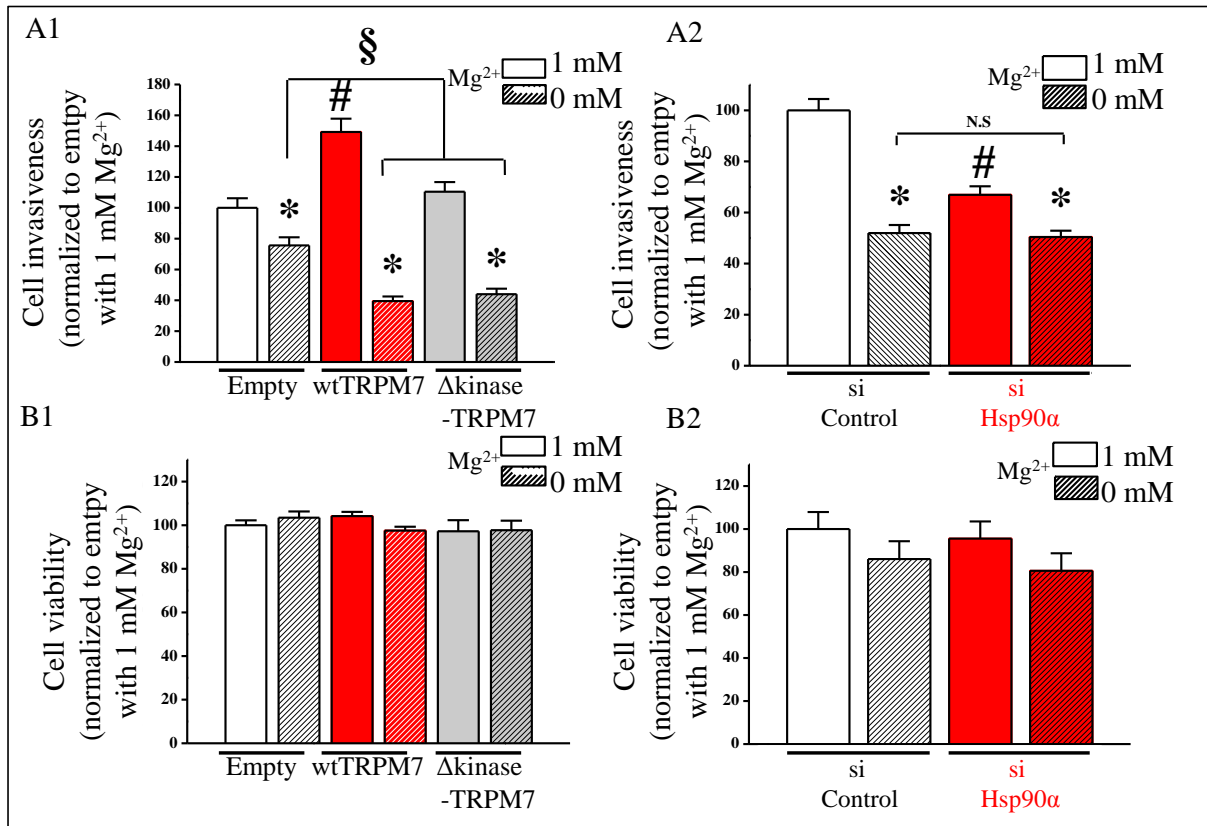 A1
§
Mg2+
1 mM
0 mM
#
*
*
*
Cell invasiveness
(normalized to emtpy
with 1 mM Mg2+)
180
160
140
120
100
80
60
40
20
0
Empty
wtTRPM7
Δkinase
-TRPM7
A2
Mg2+
1 mM
0 mM
N.S
*
#
*
Cell invasiveness
(normalized to emtpy
with 1 mM Mg2+)
100
80
60
40
20
0
si
Control
si
Hsp90α
B1
Mg2+
1 mM
0 mM
Cell viability
(normalized to emtpy
with 1 mM Mg2+)
120
100
80
60
40
20
0
Empty
wtTRPM7
Δkinase
-TRPM7
B2
Mg2+
1 mM
0 mM
Cell viability
(normalized to emtpy
with 1 mM Mg2+)
120
100
80
60
40
20
0
si
Control
si
Hsp90α